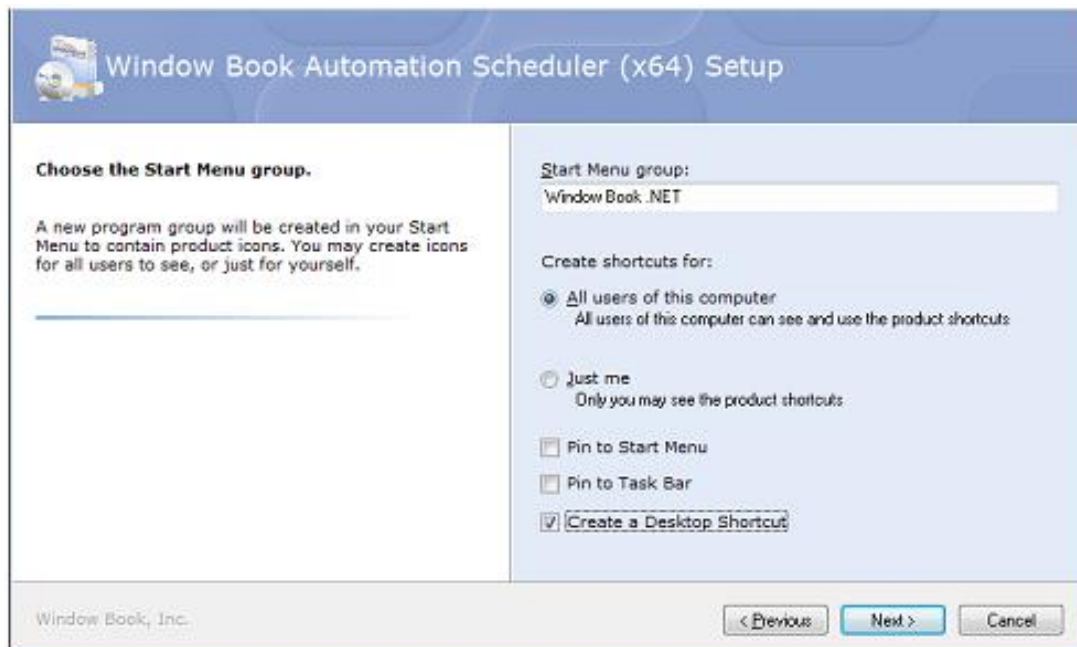 Window Book Automation Scheduler (x64) Setup
Choose the Start Menu group.
A new program group will be created in your Start
Menu to contain product icons. You may create icons
for all users to see, or just for yourself.
Start Menu group:
Window Book .NET
Create shortcuts for:
All users of this computer
All users of this computer can see and use the product shortcuts
Just me
Only you may see the product shortcuts
Pin to Start Menu
Pin to Task Bar
Create a Desktop Shortcut
Window Book, Inc.
< Previous
Next >
Cancel